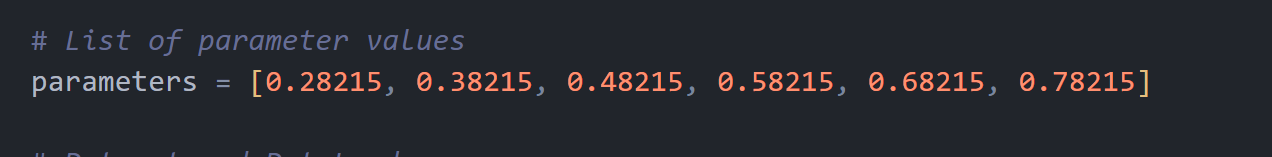 # List of parameter values
parameters = [0.28215, 0.38215, 0.48215, 0.58215, 0.68215, 0.78215]